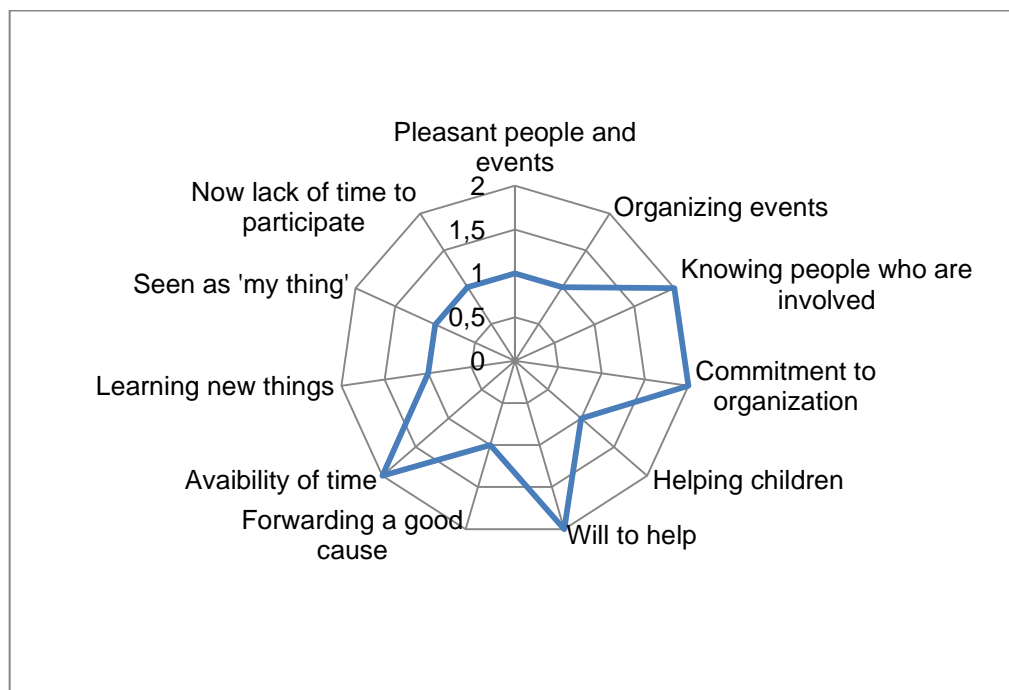 Pleasant people and
events
Now lack of time to
participate
2
Organizing events
1,5
Seen as 'my thing'
1
Knowing people who are
involved
0,5
0
Learning new things
Commitment to
organization
Avaibility of time
Helping children
Forwarding a good
cause
Will to help